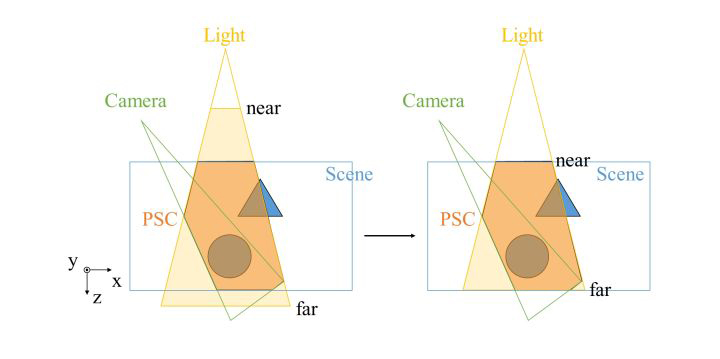 Light
Camera
near
Scene
PSC
y
x
z
far
Light
Camera
near
Scene
PSC
far